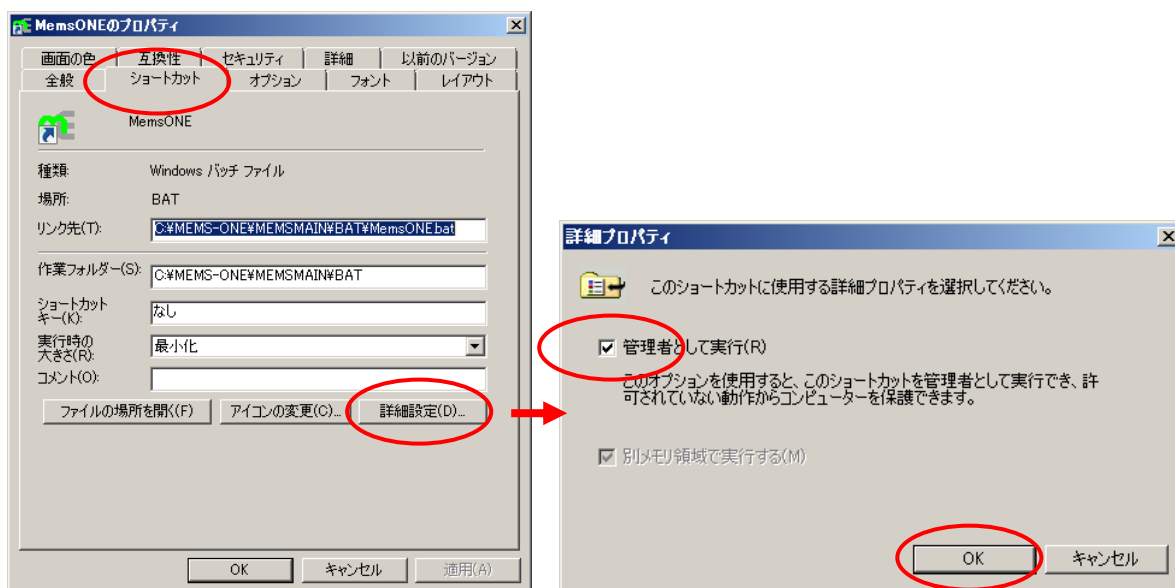 MemsONEのプロパティ
画面の色 互換性 セキュリティ 詳細 以前のバージョン
全般 ショートカット オプション フォント レイアウト
MemsONE
種類: Windows バッチ ファイル
場所: BAT
リンク先(T): C:¥MEMS-ONE¥MEMSMAIN¥BAT¥MemsONE.bat
作業フォルダー(S): C:¥MEMS-ONE¥MEMSMAIN¥BAT
ショートカット
キー(K): なし
実行時の
大きさ(R): 最小化
コメント(O):
ファイルの場所を開く(F) アイコンの変更(C)... 詳細設定(D)...
OK キャンセル 適用(A)
詳細プロパティ
このショートカットに使用する詳細プロパティを選択してください。
管理者として実行(R)
このオプションを使用すると、このショートカットを管理者として実行でき、許
可されていない動作からコンピューターを保護できます。
別メモリ領域で実行する(M)
OK キャンセル